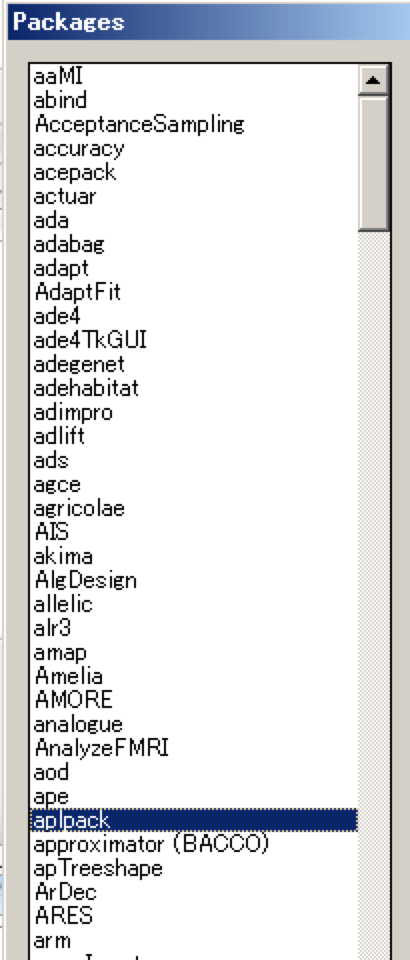 Packages
aaMI
abind
AcceptanceSampling
accuracy
acepack
actuar
ada
adabag
adapt
AdaptFit
ade4
ade4TkGUI
adegenet
adehabitat
adimpro
adlift
ads
agce
agricolae
AIS
akima
AlgDesign
allelic
alr3
amap
Amelia
AMORE
analogue
AnalyzeFMRI
aod
ape
aplpack
approximator (BACCO)
apTreeshape
ArDec
ARES
arm